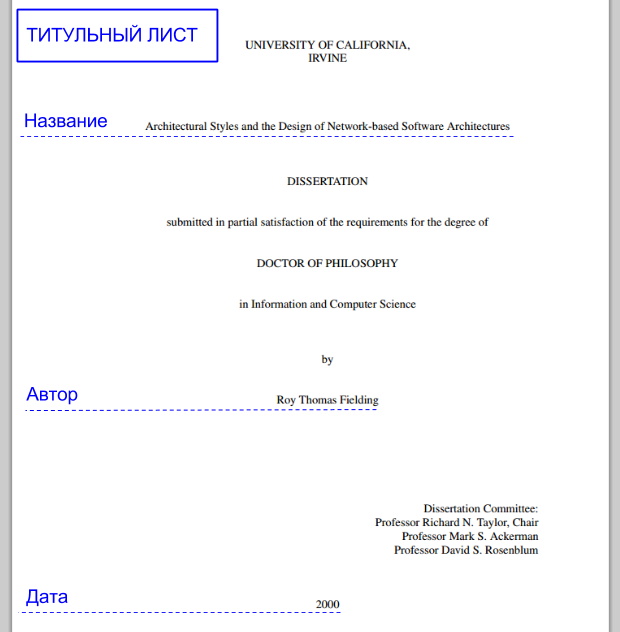 ТИТУЛЬНЫЙ ЛИСТ
UNIVERSITY OF CALIFORNIA,
IRVINE
Название
Architectural Styles and the Design of Network-based Software Architectures
DISSERTATION
submitted in partial satisfaction of the requirements for the degree of
DOCTOR OF PHILOSOPHY
in Information and Computer Science
by
Автор
Roy Thomas Fielding
Dissertation Committee:
Professor Richard N. Taylor, Chair
Professor Mark S. Ackerman
Professor David S. Rosenblum
Дата
2000